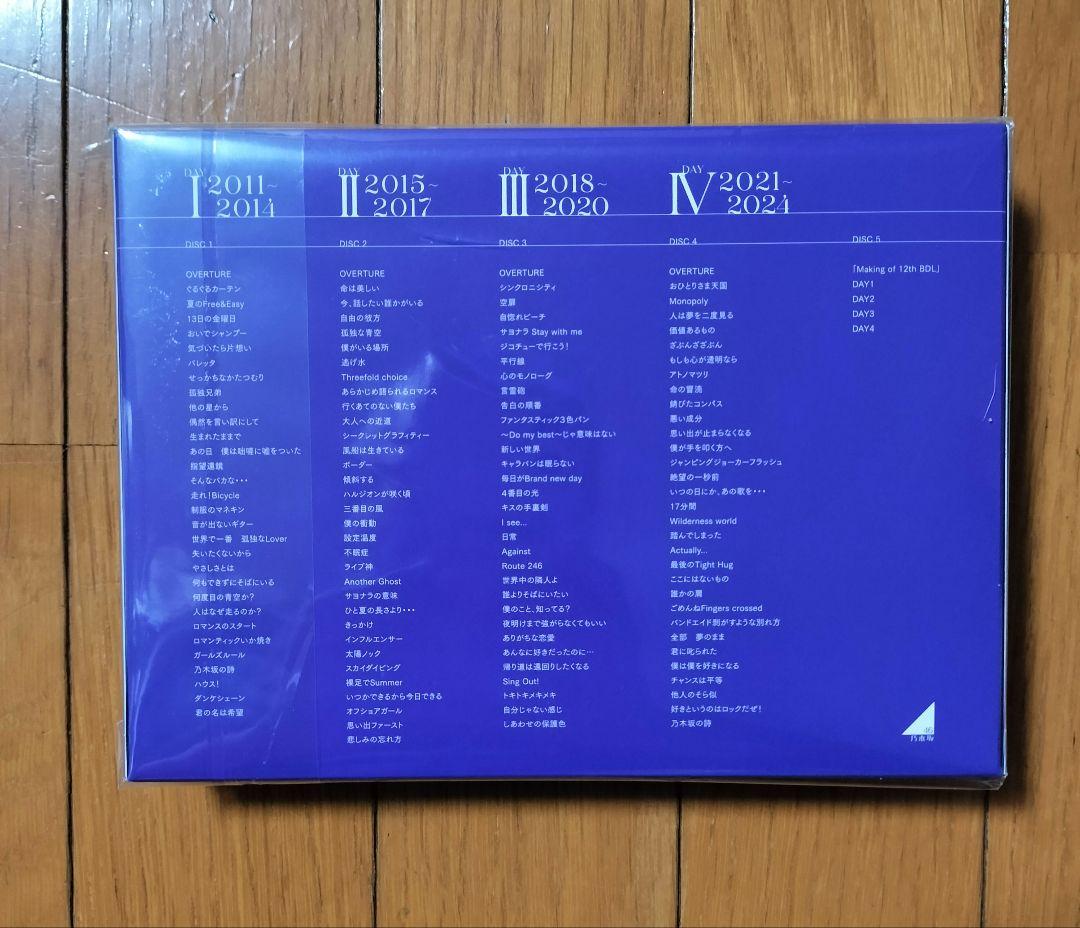 DAY
I 2011~
2014
DISC 1
OVERTURE
ぐるぐるカーテン
夏のFree&Easy
13日の金曜日
おいでシャンプー
気づいたら片想い
バレッタ
せっかちなかたつむり
孤独兄弟
他の星から
偶然を言い訳にして
生まれたままで
あの日 僕は咄嗟に嘘をついた
指望遠鏡
そんなバカな・・・
走れ!Bicycle
制服のマネキン
音が出ないギター
世界で一番 孤独なLover
失いたくないから
やさしさとは
何もできずにそばにいる
何度目の青空か?
人はなぜ走るのか?
ロマンスのスタート
ロマンティックいか焼き
ガールズルール
乃木坂の詩
ハウス!
ダンケシェーン
君の名は希望
DAY
II 2015~
2017
DISC 2
OVERTURE
命は美しい
今、話したい誰かがいる
自由の彼方
孤独な青空
僕がいる場所
逃げ水
Threefold choice
あらかじめ語られるロマンス
行くあてのない僕たち
大人への近道
シークレットグラフィティー
風船は生きている
ボーダー
傾斜する
ハルジオンが咲く頃
三番目の風
僕の衝動
設定温度
不眠症
ライブ神
Another Ghost
サヨナラの意味
ひと夏の長さより・・・
きっかけ
インフルエンサー
太陽ノック
スカイダイビング
裸足でSummer
いつかできるから今日できる
オフショアガール
思い出ファースト
悲しみの忘れ方
DAY
III 2018~
2020
DISC 3
OVERTURE
シンクロニシティ
空扉
自惚れビーチ
サヨナラ Stay with me
ジコチューで行こう!
平行線
心のモノローグ
言霊砲
告白の順番
ファンタスティック3色パン
~Do my best~じゃ意味はない
新しい世界
キャラバンは眠らない
毎日がBrand new day
4番目の光
キスの手裏剣
I see...
日常
Against
Route 246
世界中の隣人よ
誰よりそばにいたい
僕のこと、知ってる?
夜明けまで強がらなくてもいい
ありがちな恋愛
あんなに好きだったのに…
帰り道は遠回りしたくなる
Sing Out!
トキトキメキメキ
自分じゃない感じ
しあわせの保護色
DAY
IV 2021~
2024
DISC 4
OVERTURE
おひとりさま天国
Monopoly
人は夢を二度見る
価値あるもの
ざぶんざざぶん
もしも心が透明なら
アトノマツリ
命の冒涜
錆びたコンパス
悪い成分
思い出が止まらなくなる
僕が手を叩く方へ
ジャンピングジョーカーフラッシュ
絶望の一秒前
いつの日にか、あの歌を・・・
17分間
Wilderness world
踏んでしまった
Actually...
最後のTight Hug
ここにはないもの
誰かの肩
ごめんねFingers crossed
バンドエイド剥がすような別れ方
全部 夢のまま
君に叱られた
僕は僕を好きになる
チャンスは平等
他人のそら似
好きというのはロックだぜ!
乃木坂の詩
DISC 5
「Making of 12th BDL」
DAY1
DAY2
DAY3
DAY4
46
乃木坂